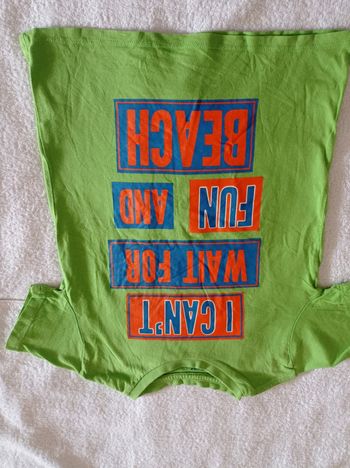 I CAN'T
WAIT FOR
FUN AND
BEACH